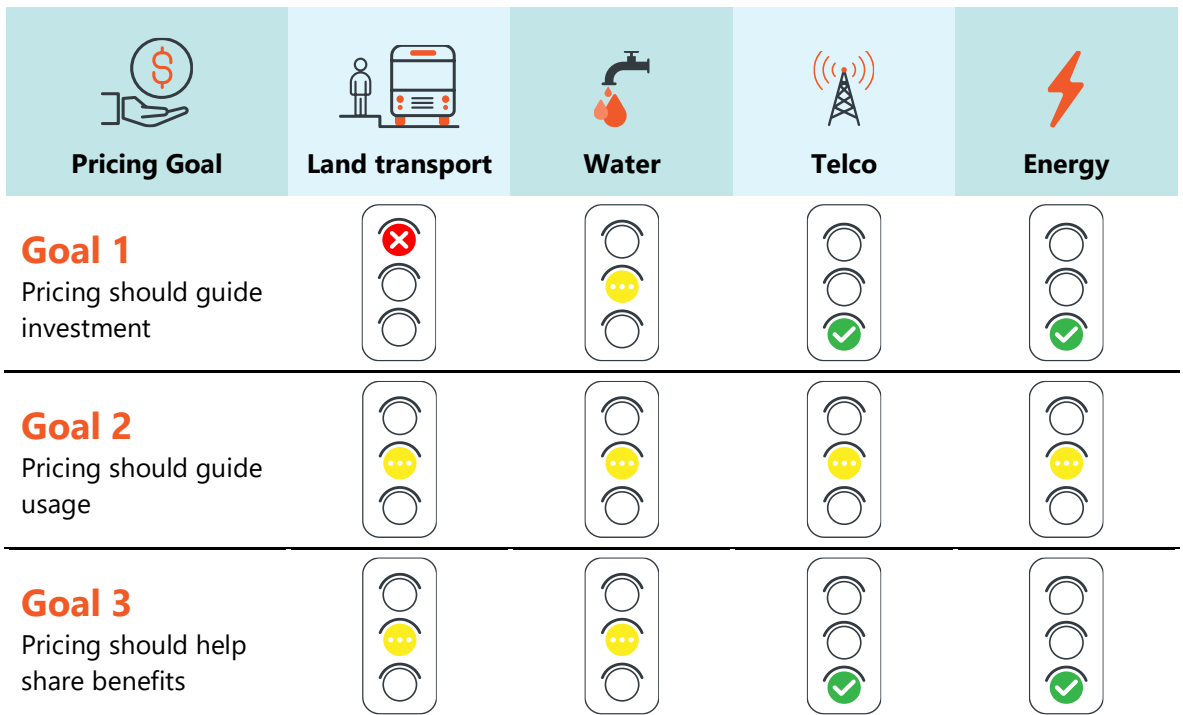 Pricing Goal
Land transport
Water
Telco
Energy
Goal 1
Pricing should guide
investment
Goal 2
Pricing should guide
usage
Goal 3
Pricing should help
share benefits